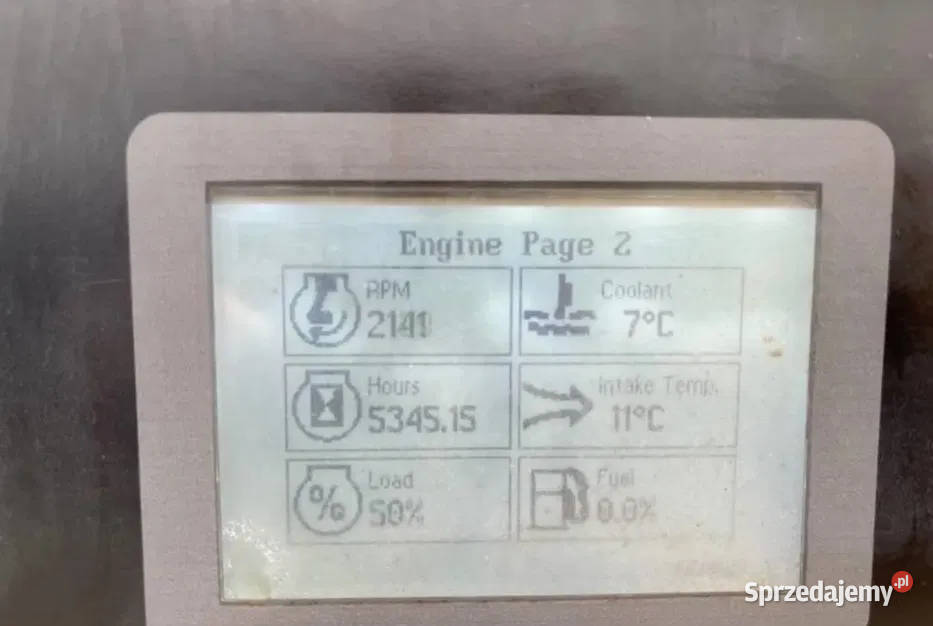 Engine Page 2
RPM
2141
Coolant
7°C
Hours
5345.15
Intake Temp.
11°C
%
Load
50%
Fuel
0.0%
Sprzedajemy.pl